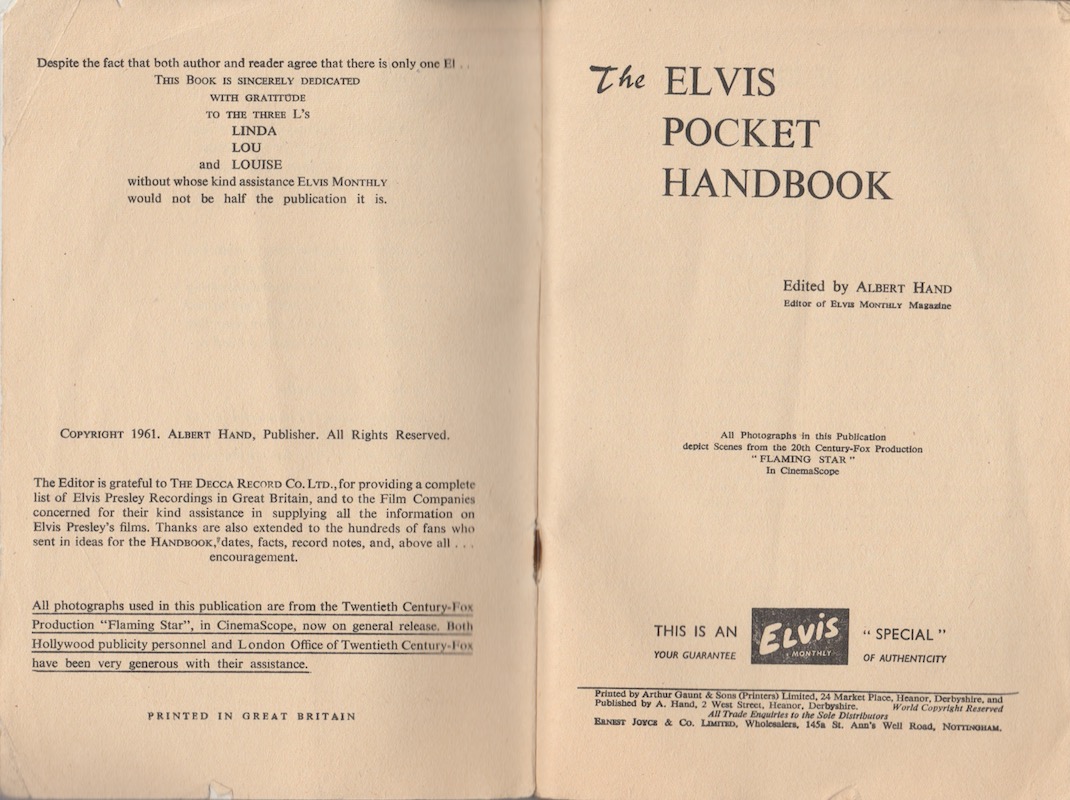 Despite the fact that both author and reader agree that there is only one El . .
THIS BOOK IS SINCERELY DEDICATED
WITH GRATITUDE
TO THE THREE L'S
LINDA
LOU
and LOUISE
without whose kind assistance ELVIS MONTHLY
would not be half the publication it is.
COPYRIGHT 1961. ALBERT HAND, Publisher. All Rights Reserved.
The Editor is grateful to THE DECCA RECORD CO. LTD., for providing a complete
list of Elvis Presley Recordings in Great Britain, and to the Film Companies
concerned for their kind assistance in supplying all the information on
Elvis Presley's films. Thanks are also extended to the hundreds of fans who
sent in ideas for the HANDBOOK, dates, facts, record notes, and, above all . . .
encouragement.
All photographs used in this publication are from the Twentieth Century-Fox
Production "Flaming Star", in CinemaScope, now on general release. Both
Hollywood publicity personnel and London Office of Twentieth Century-Fox
have been very generous with their assistance.
PRINTED IN GREAT BRITAIN
The ELVIS
POCKET
HANDBOOK
Edited by ALBERT HAND
Editor of ELVIS MONTHLY Magazine
All Photographs in this Publication
depict Scenes from the 20th Century-Fox Production
"FLAMING STAR"
In CinemaScope
THIS IS AN ELVIS MONTHLY "SPECIAL"
YOUR GUARANTEE OF AUTHENTICITY
Printed by Arthur Gaunt & Sons (Printers) Limited, 24 Market Place, Heanor, Derbyshire, and
Published by A. Hand, 2 West Street, Heanor, Derbyshire. World Copyright Reserved
All Trade Enquiries to the Sole Distributors
ERNEST JOYCE & CO. LIMITED, Wholesalers, 145a St. Ann's Well Road, NOTTINGHAM.